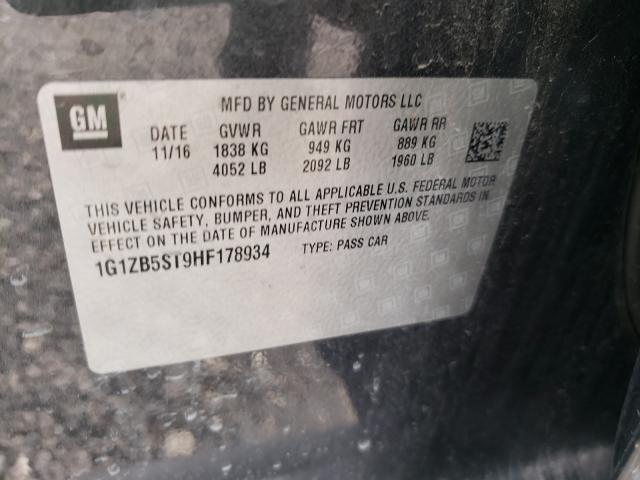 GM
MFD BY GENERAL MOTORS LLC
DATE GVWR GAWR FRT GAWR RR
11/16 1838 KG 949 KG 889 KG
4052 LB 2092 LB 1960 LB
THIS VEHICLE CONFORMS TO ALL APPLICABLE U.S. FEDERAL MOTOR
VEHICLE SAFETY, BUMPER, AND THEFT PREVENTION STANDARDS IN
EFFECT ON THE DATE OF MANUFACTURE SHOWN ABOVE.
1G1ZB5ST9HF178934 TYPE: PASS CAR